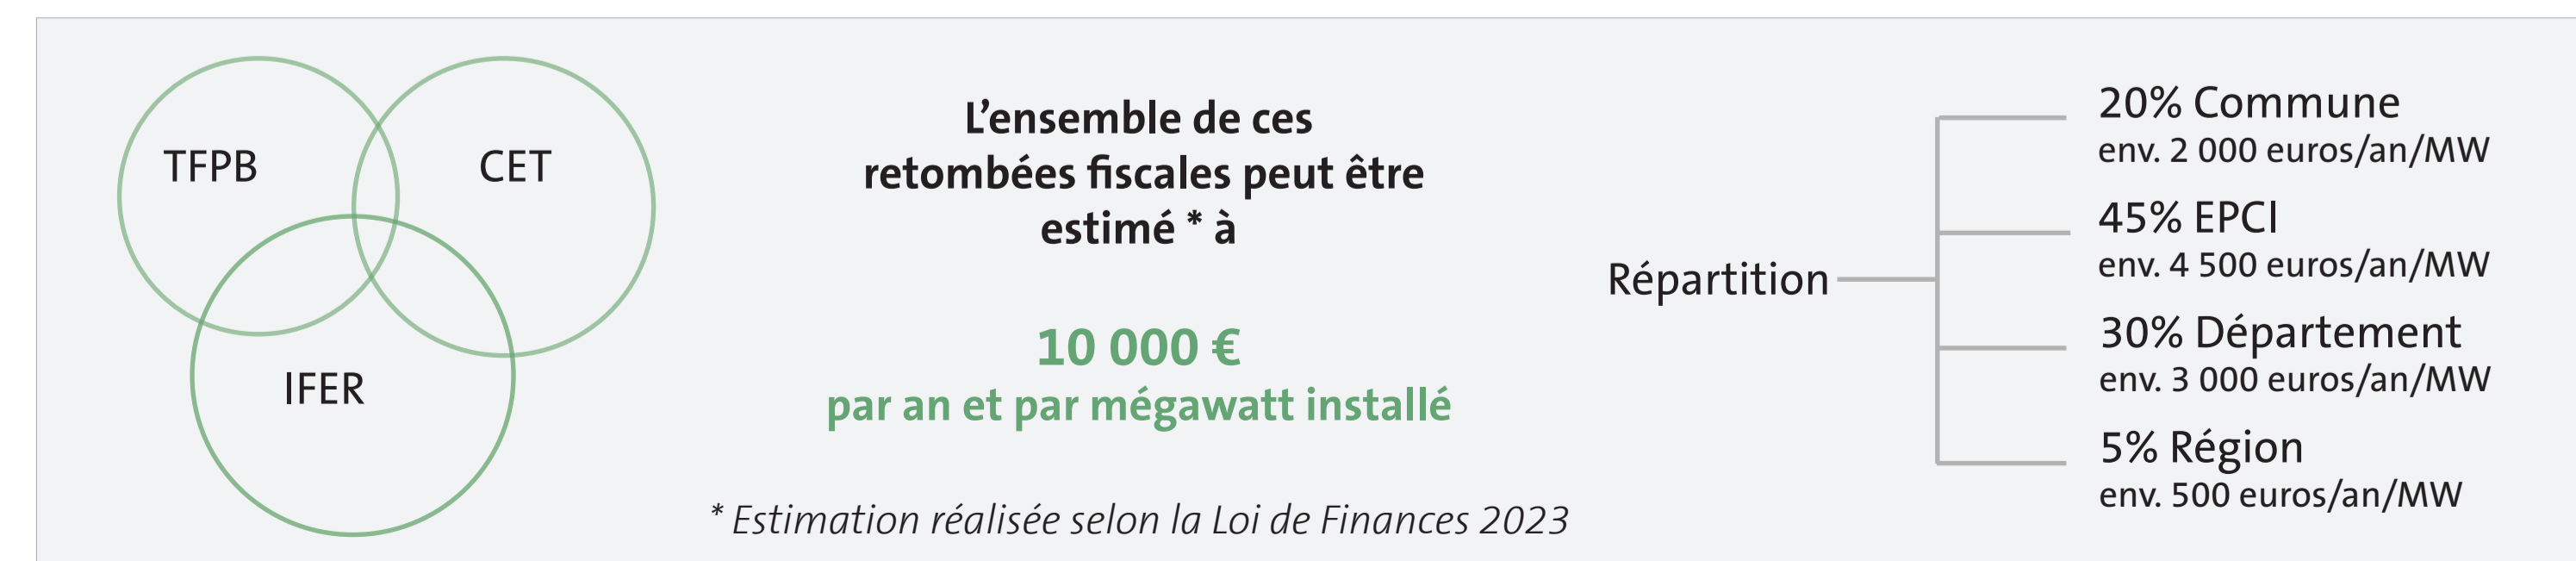 TFPB
CET
IFER
L’ensemble de ces
retombées fiscales peut être
estimé * à
10 000 €
par an et par mégawatt installé
* Estimation réalisée selon la Loi de Finances 2023
Répartition
20% Commune
env. 2 000 euros/an/MW
45% EPCI
env. 4 500 euros/an/MW
30% Département
env. 3 000 euros/an/MW
5% Région
env. 500 euros/an/MW